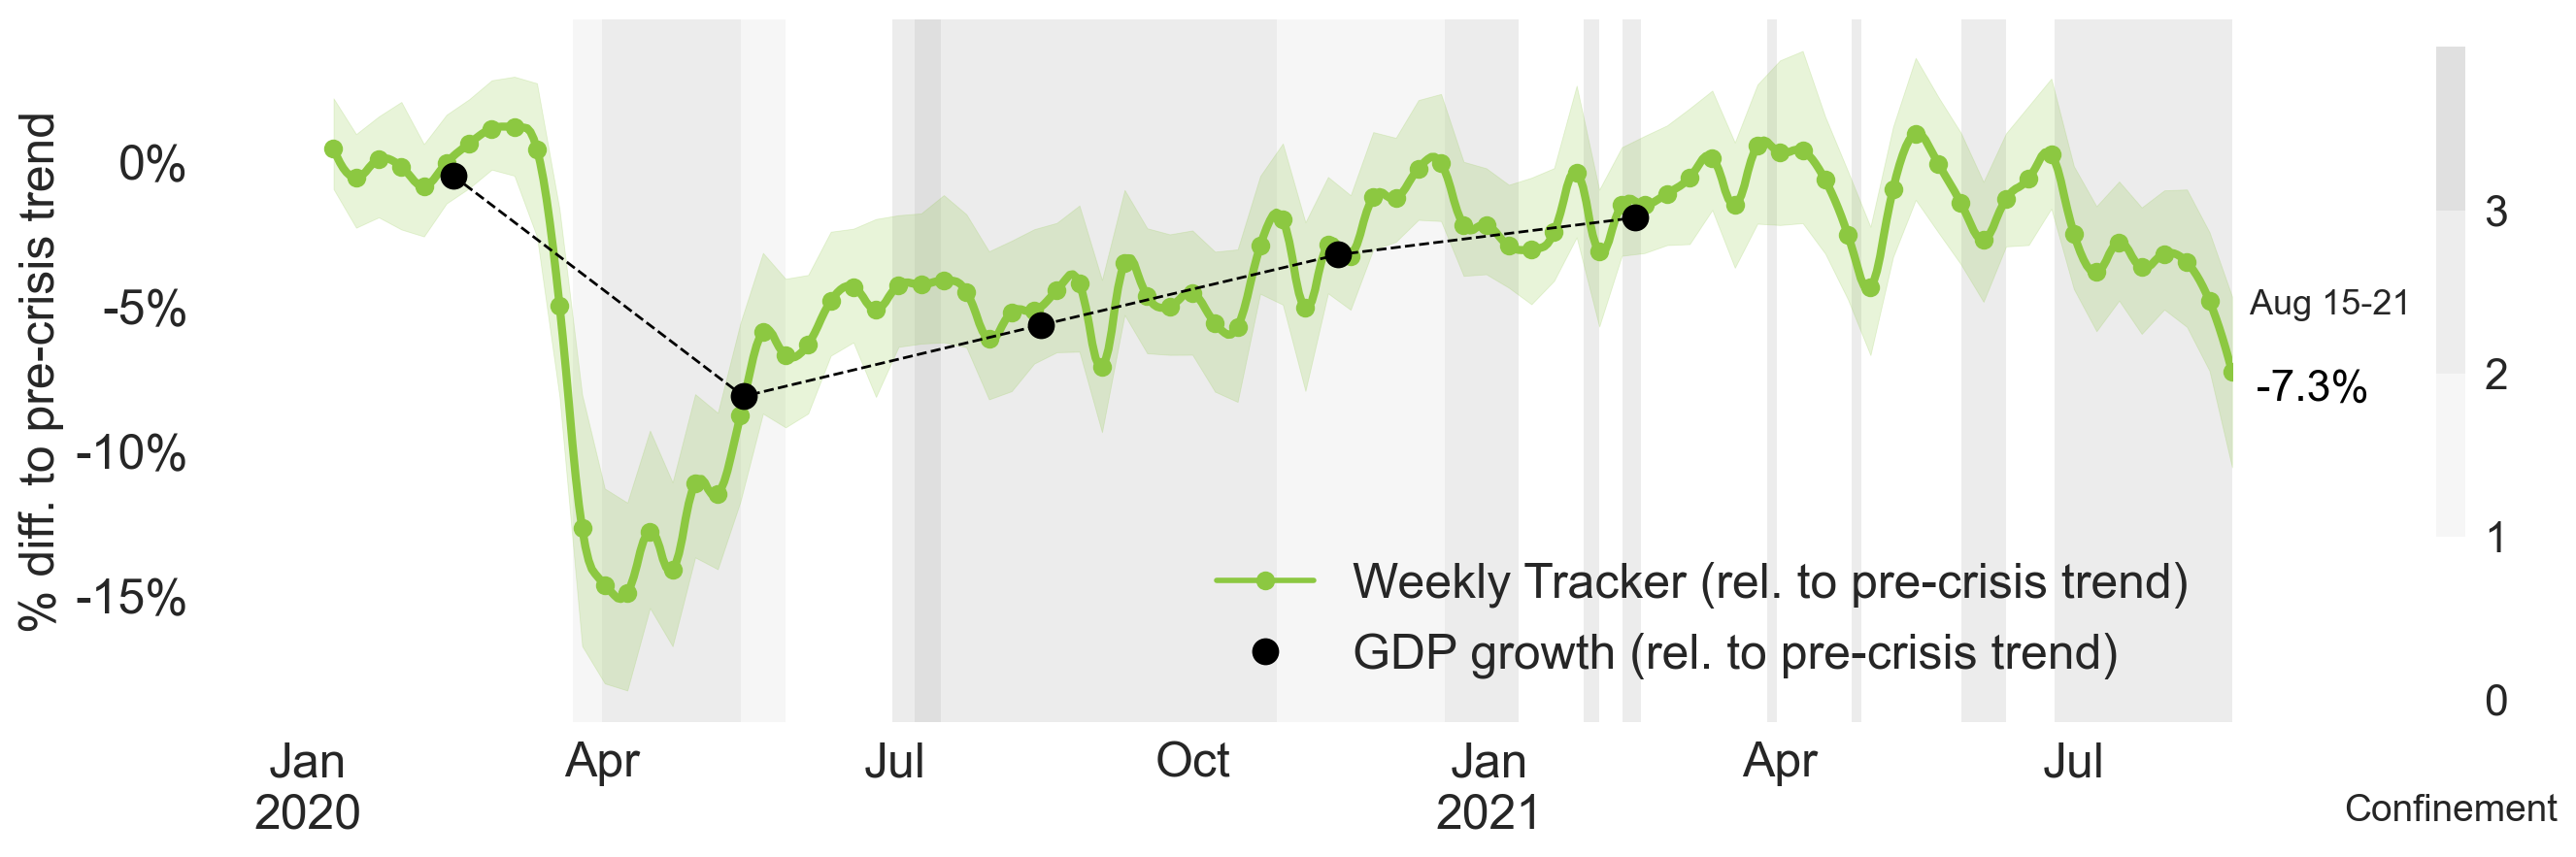 % diff. to pre-crisis trend
0%
-5%
-10%
-15%
Jan
2020
Apr
Jul
Oct
Jan
2021
Apr
Jul
Weekly Tracker (rel. to pre-crisis trend)
GDP growth (rel. to pre-crisis trend)
Aug 15-21
-7.3%
3
2
1
0
Confinement